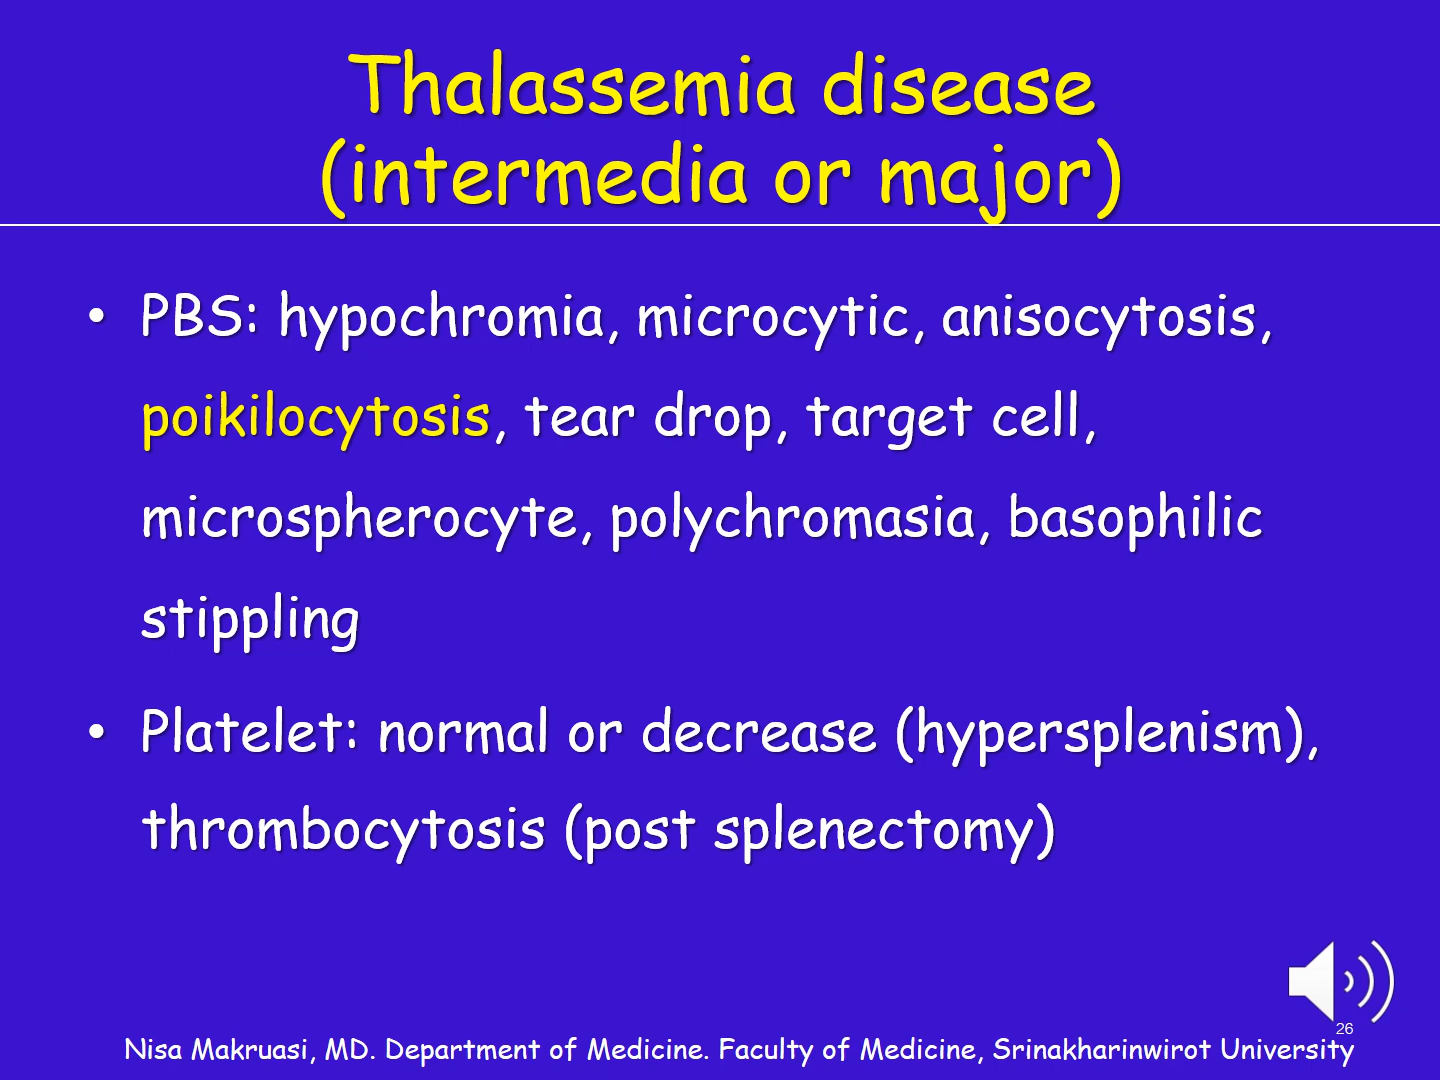 Thalassemia disease
(intermedia or major)
• PBS: hypochromia, microcytic, anisocytosis,
poikilocytosis, tear drop, target cell,
microspherocyte, polychromasia, basophilic
stippling
• Platelet: normal or decrease (hypersplenism),
thrombocytosis (post splenectomy)
26
Nisa Makruasi, MD. Department of Medicine. Faculty of Medicine, Srinakharinwirot University